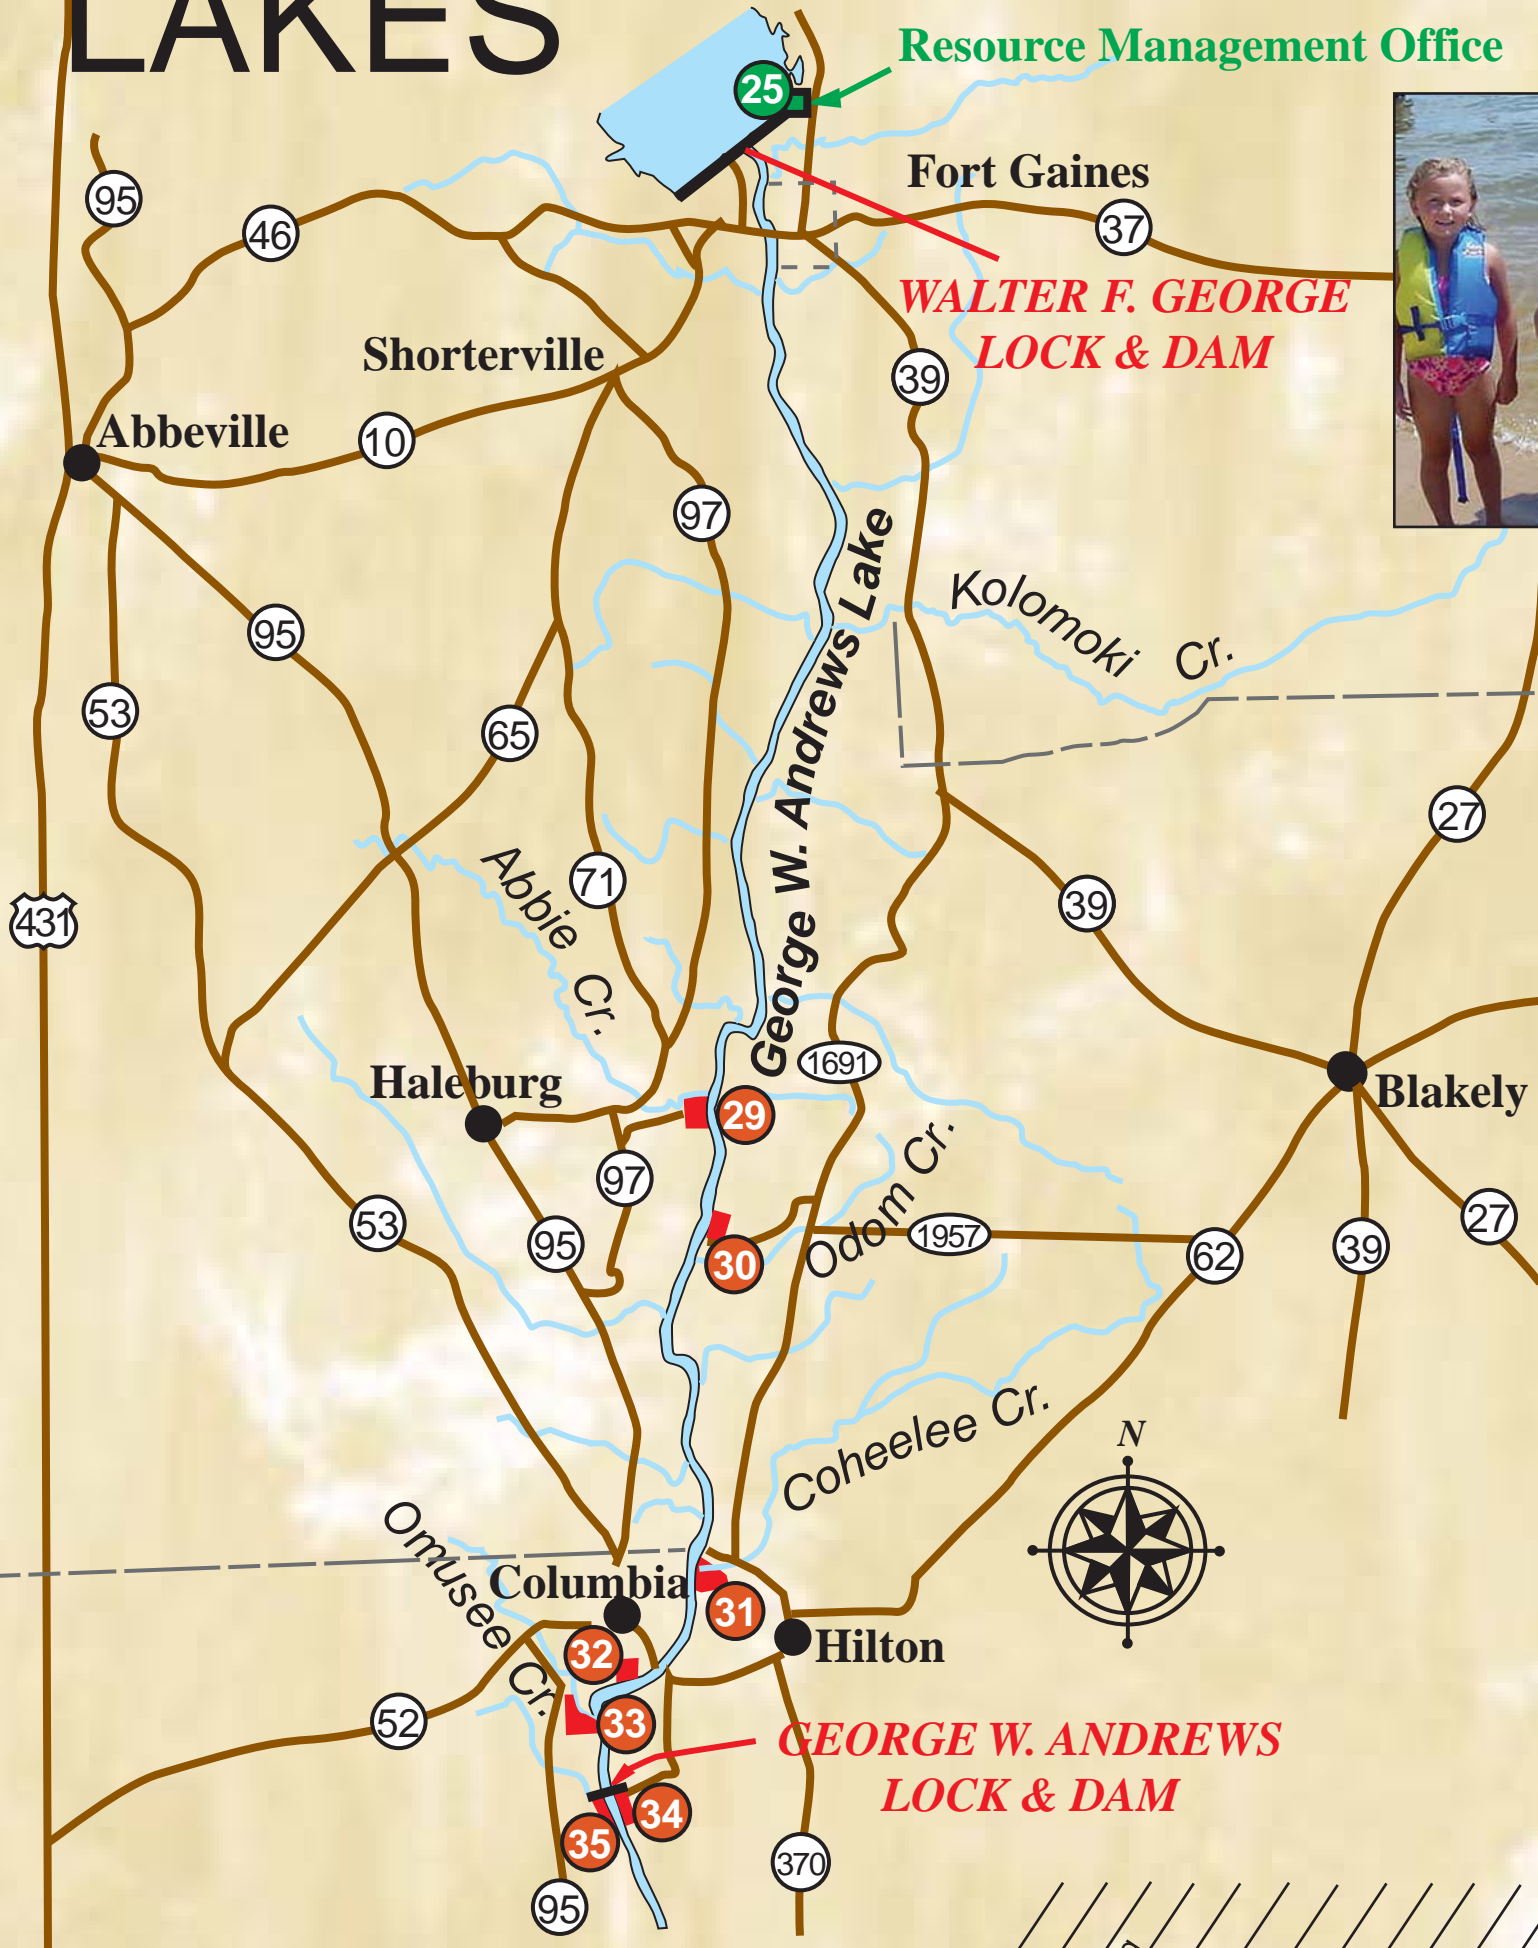 LAKES
Resource Management Office
25
Fort Gaines
95
46
37
WALTER F. GEORGE
LOCK & DAM
Shorterville
39
Abbeville
10
97
George W. Andrews Lake
Kolomoki Cr.
95
53
65
27
71
39
Abbie Cr.
431
1691
Haleburg
Blakely
29
97
Odom Cr.
53
95
30
1957
62
39
27
Coheelee Cr.
N
Omusee Cr.
Columbia
31
32
Hilton
52
33
GEORGE W. ANDREWS
LOCK & DAM
34
35
370
95